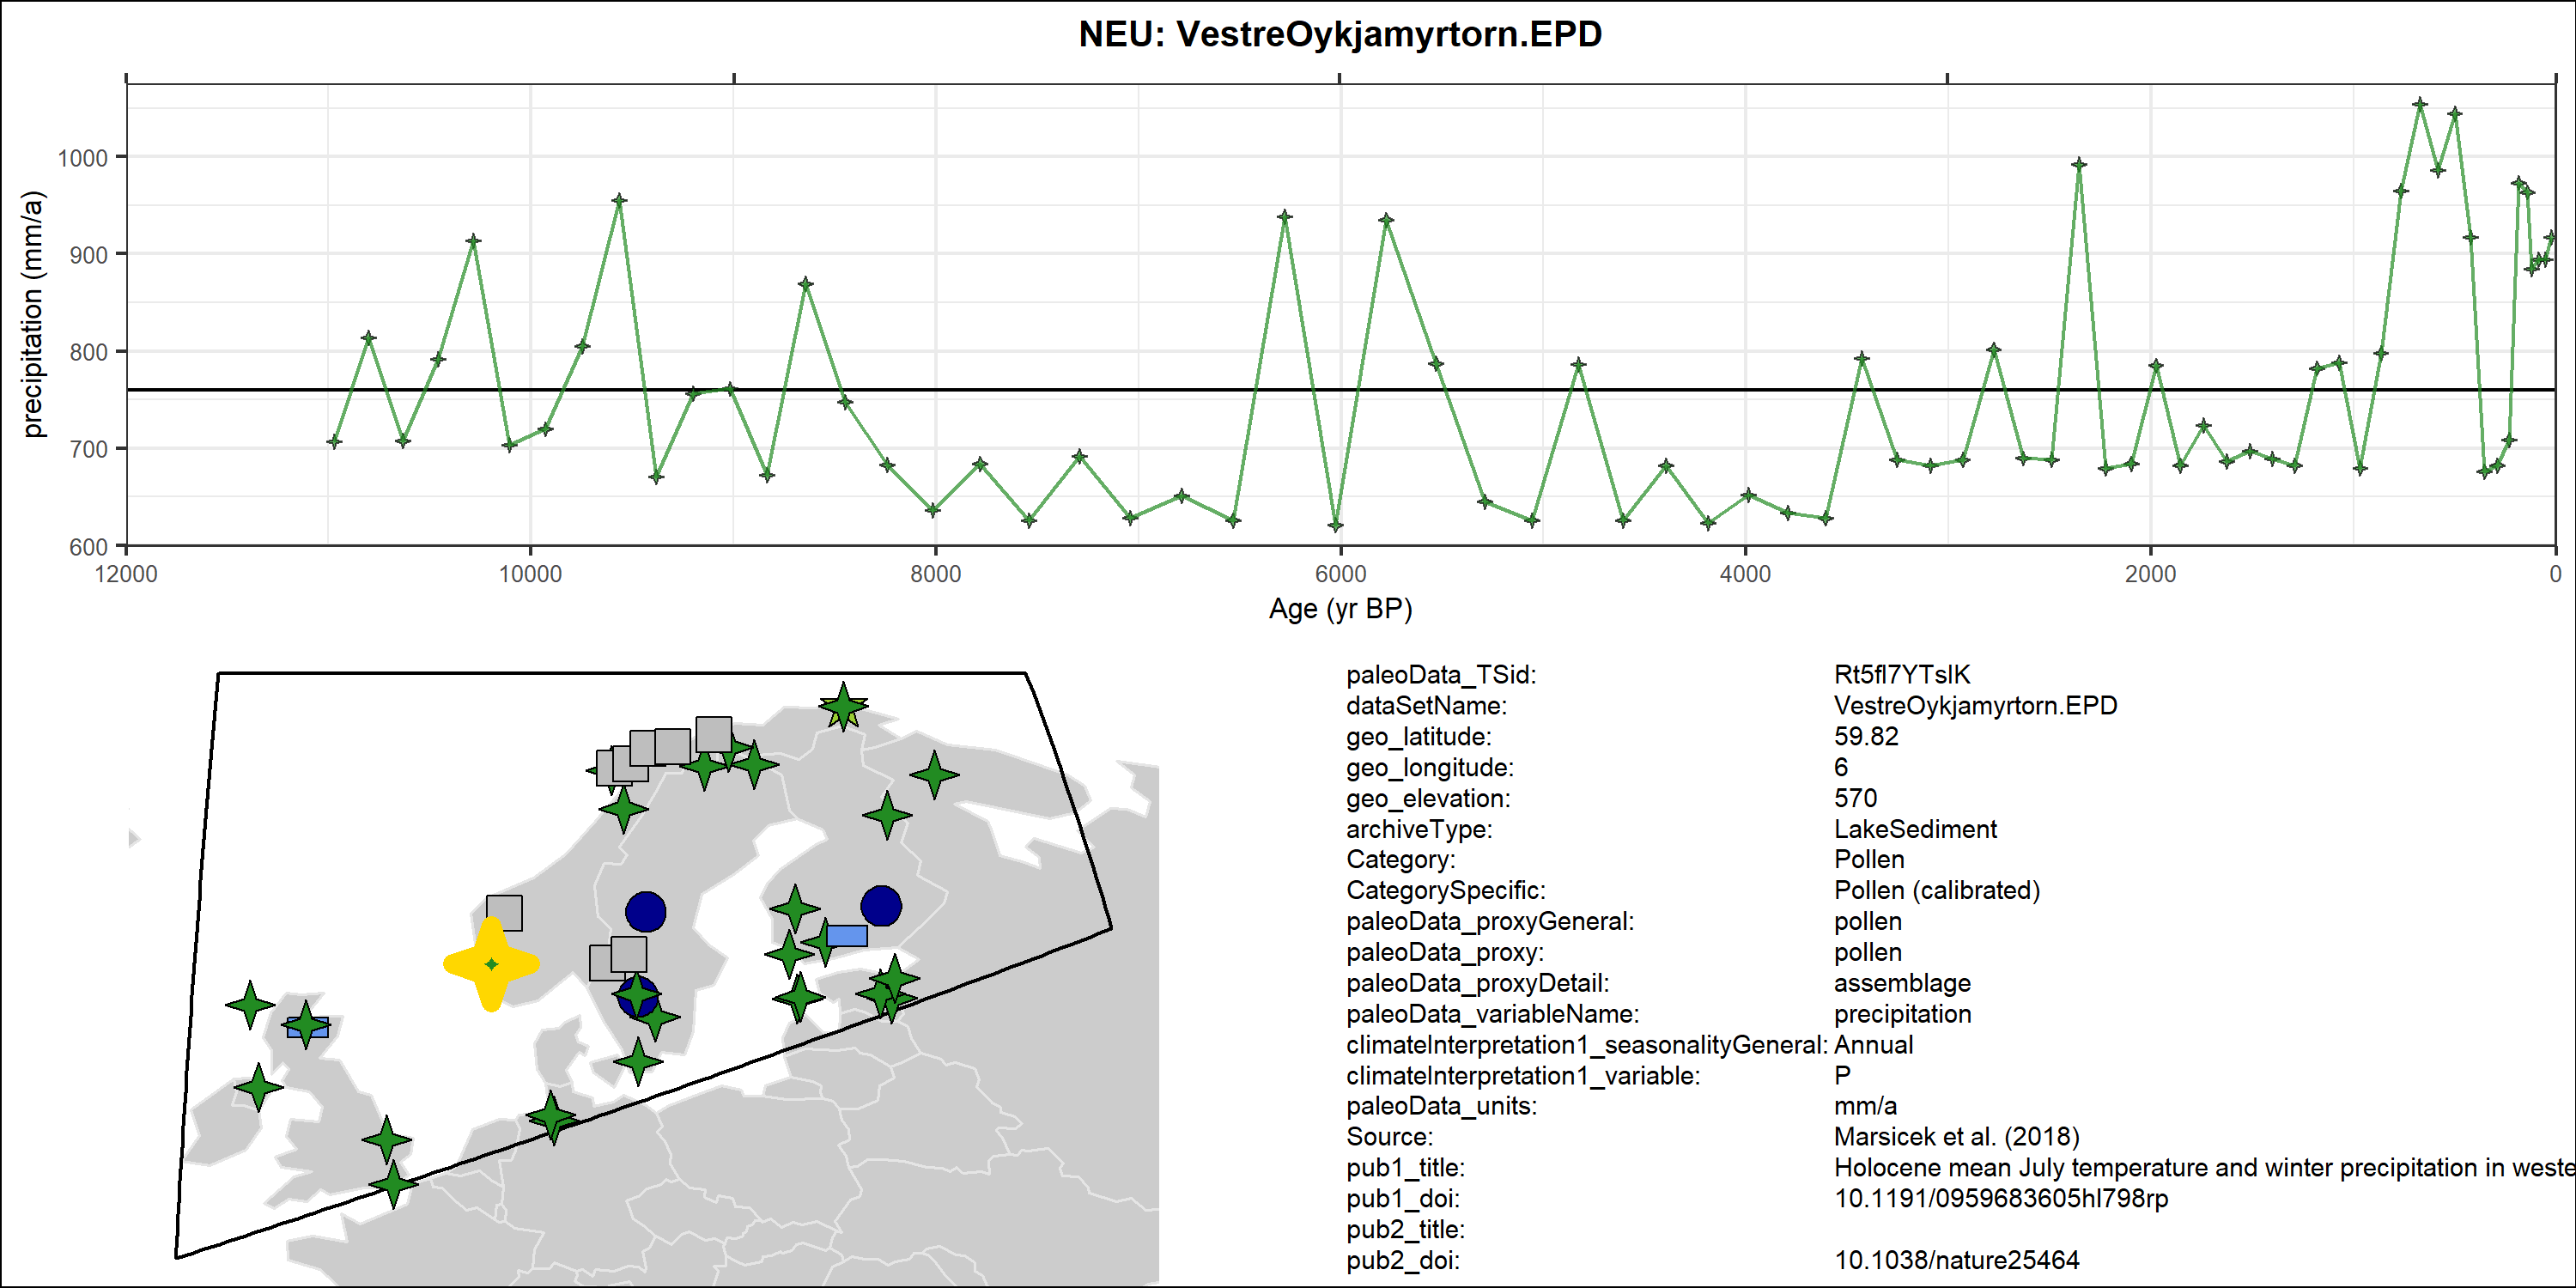 NEU: VestreOykjamyrtorn.EPD
precipitation (mm/a)
1000
900
800
700
600
12000 10000 8000 6000 4000 2000 0
Age (yr BP)
paleoData_TSid: Rt5fl7YTslK
dataSetName: VestreOykjamyrtorn.EPD
geo_latitude: 59.82
geo_longitude: 6
geo_elevation: 570
archiveType: LakeSediment
Category: Pollen
CategorySpecific: Pollen (calibrated)
paleoData_proxyGeneral: pollen
paleoData_proxy: pollen
paleoData_proxyDetail: assemblage
paleoData_variableName: precipitation
climateInterpretation1_seasonalityGeneral: Annual
climateInterpretation1_variable: P
paleoData_units: mm/a
Source: Marsicek et al. (2018)
pub1_title: Holocene mean July temperature and winter precipitation in weste
pub1_doi: 10.1191/0959683605hl798rp
pub2_title:
pub2_doi: 10.1038/nature25464